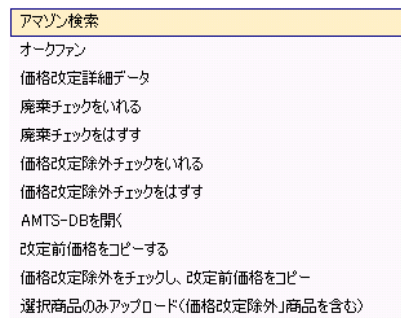 アマゾン検索
オークファン
価格改定詳細データ
廃棄チェックをいれる
廃棄チェックをはずす
価格改定除外チェックをいれる
価格改定除外チェックをはずす
AMTS-DBを開く
改定前価格をコピーする
価格改定除外をチェックし、改定前価格をコピー
選択商品のみアップロード(価格改定除外」商品を含む)